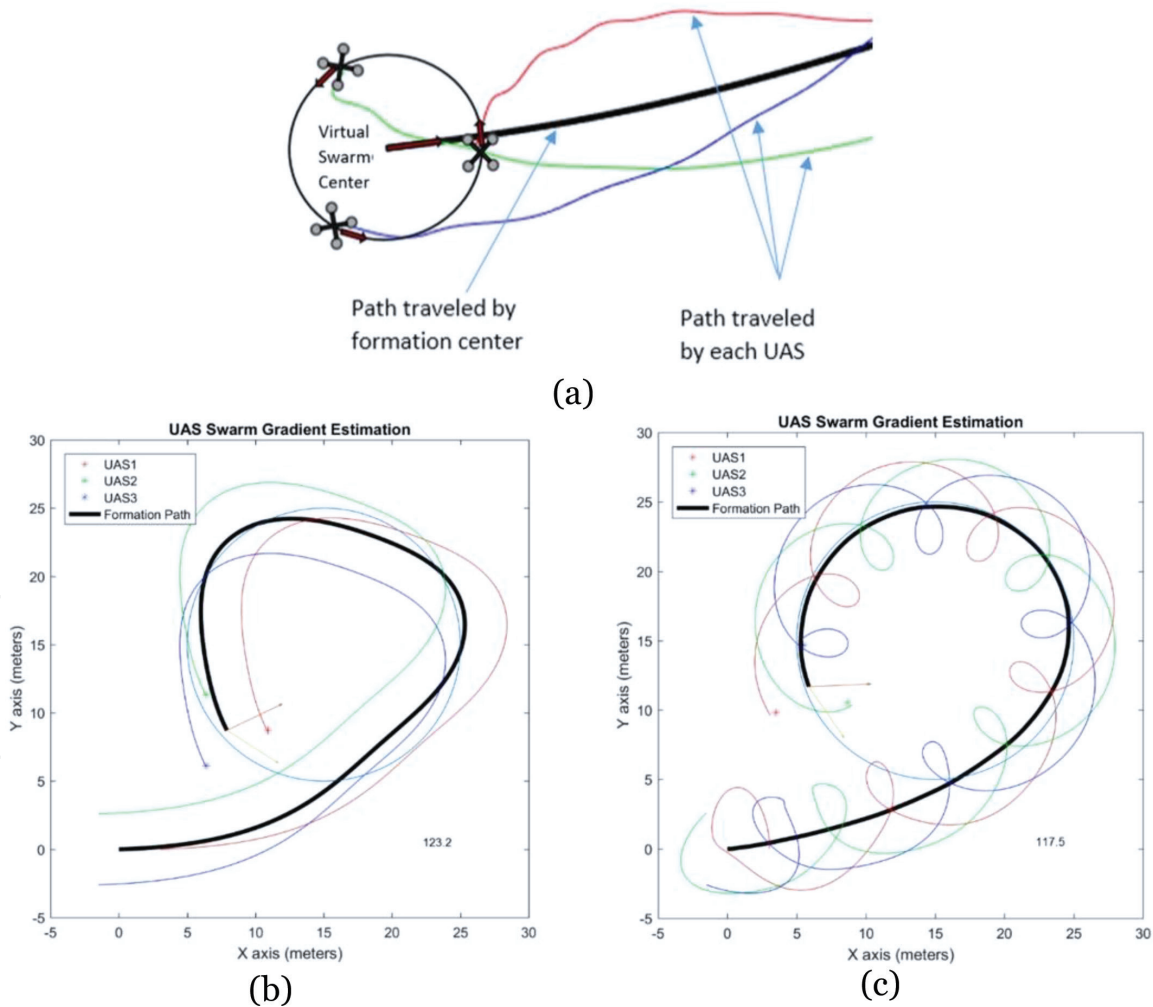 Virtual
Swarm
Center
Path traveled by
formation center
Path traveled
by each UAS
(a)
UAS Swarm Gradient Estimation
UAS1
UAS2
UAS3
Formation Path
30
25
20
15
10
5
0
-5
Y axis (meters)
123.2
-5 0 5 10 15 20 25 30
X axis (meters)
(b)
UAS Swarm Gradient Estimation
UAS1
UAS2
UAS3
Formation Path
30
25
20
15
10
5
0
-5
Y axis (meters)
117.5
-5 0 5 10 15 20 25 30
X axis (meters)
(c)